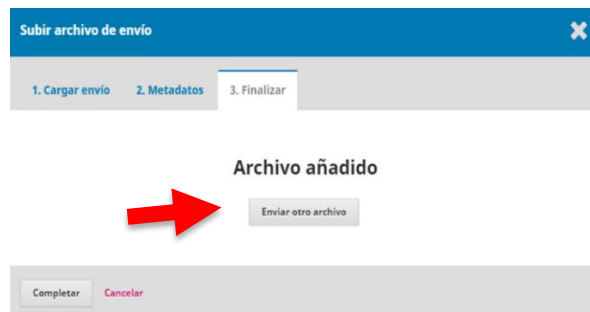 Subir archivo de envío
1. Cargar envío 2. Metadatos 3. Finalizar
Archivo añadido
Enviar otro archivo
Completar Cancelar